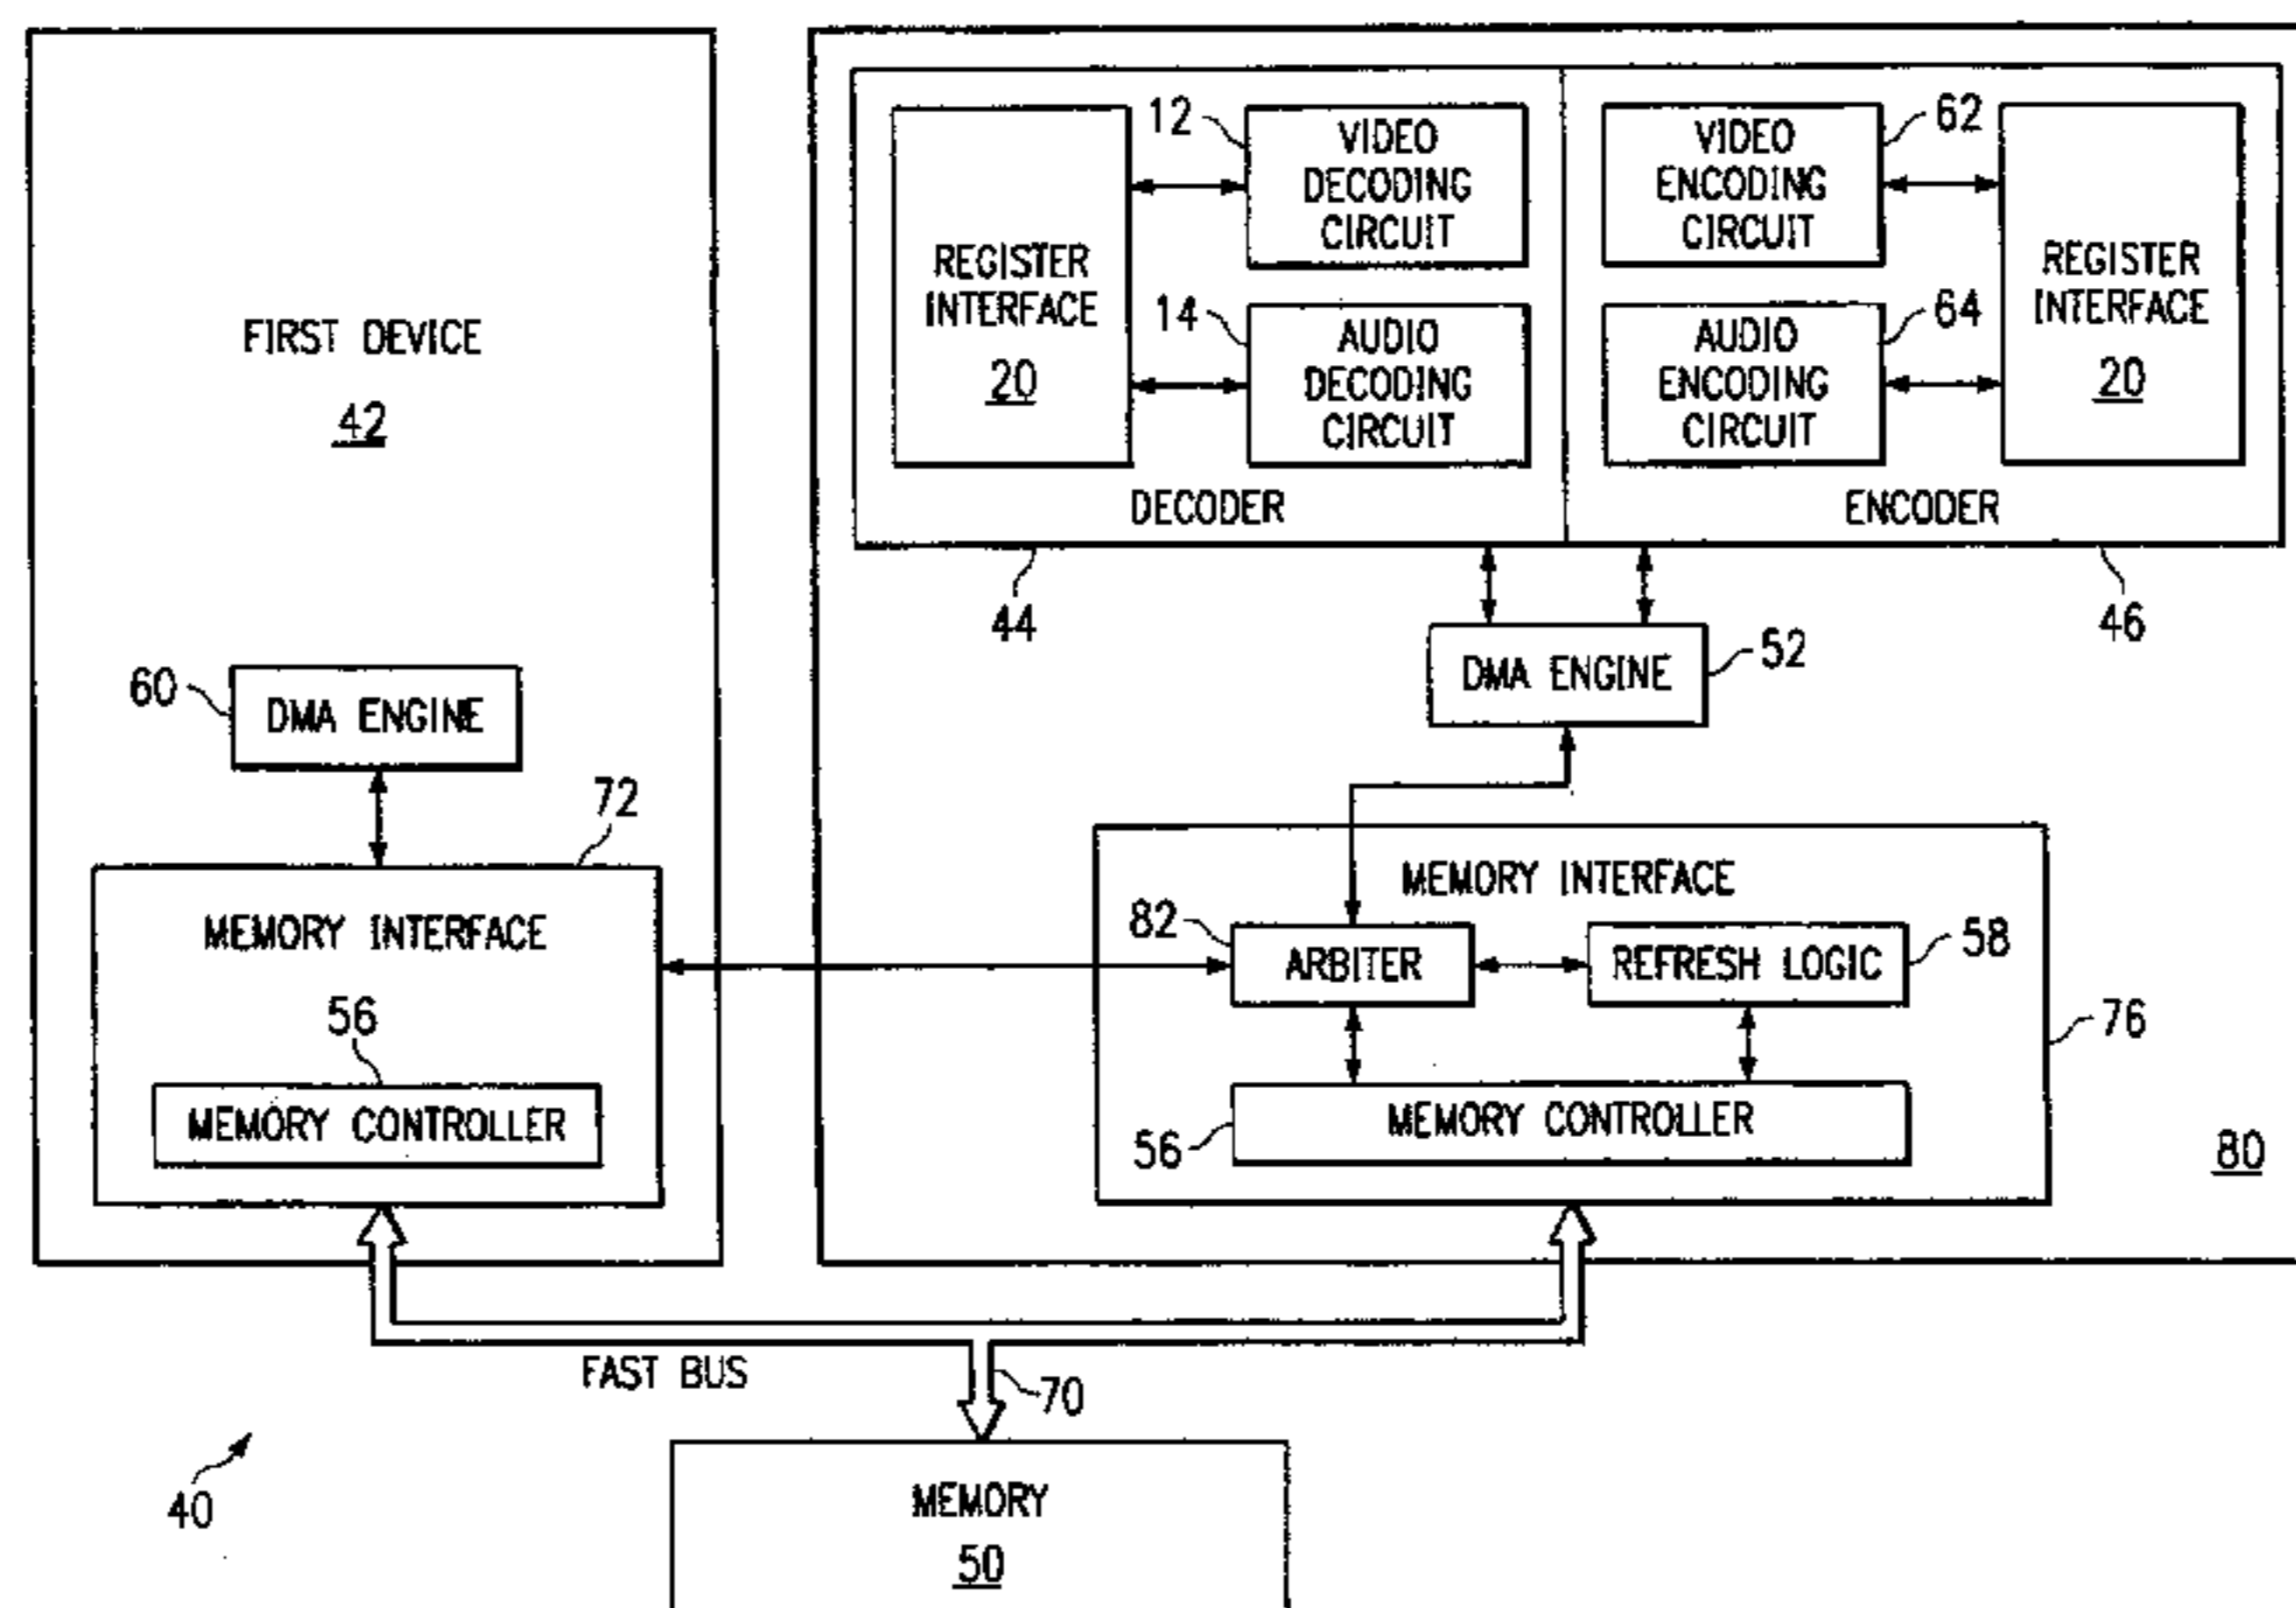 FIRST DEVICE
42
60
DMA ENGINE
72
MEMORY INTERFACE
56
MEMORY CONTROLLER
REGISTER
INTERFACE
20
12
VIDEO
DECODING
CIRCUIT
14
AUDIO
DECODING
CIRCUIT
DECODER
44
VIDEO
ENCODING
CIRCUIT
62
AUDIO
ENCODING
CIRCUIT
64
REGISTER
INTERFACE
20
ENCODER
46
DMA ENGINE
52
MEMORY INTERFACE
82
ARBITER
REFRESH LOGIC
58
76
56
MEMORY CONTROLLER
80
FAST BUS
70
40
MEMORY
50